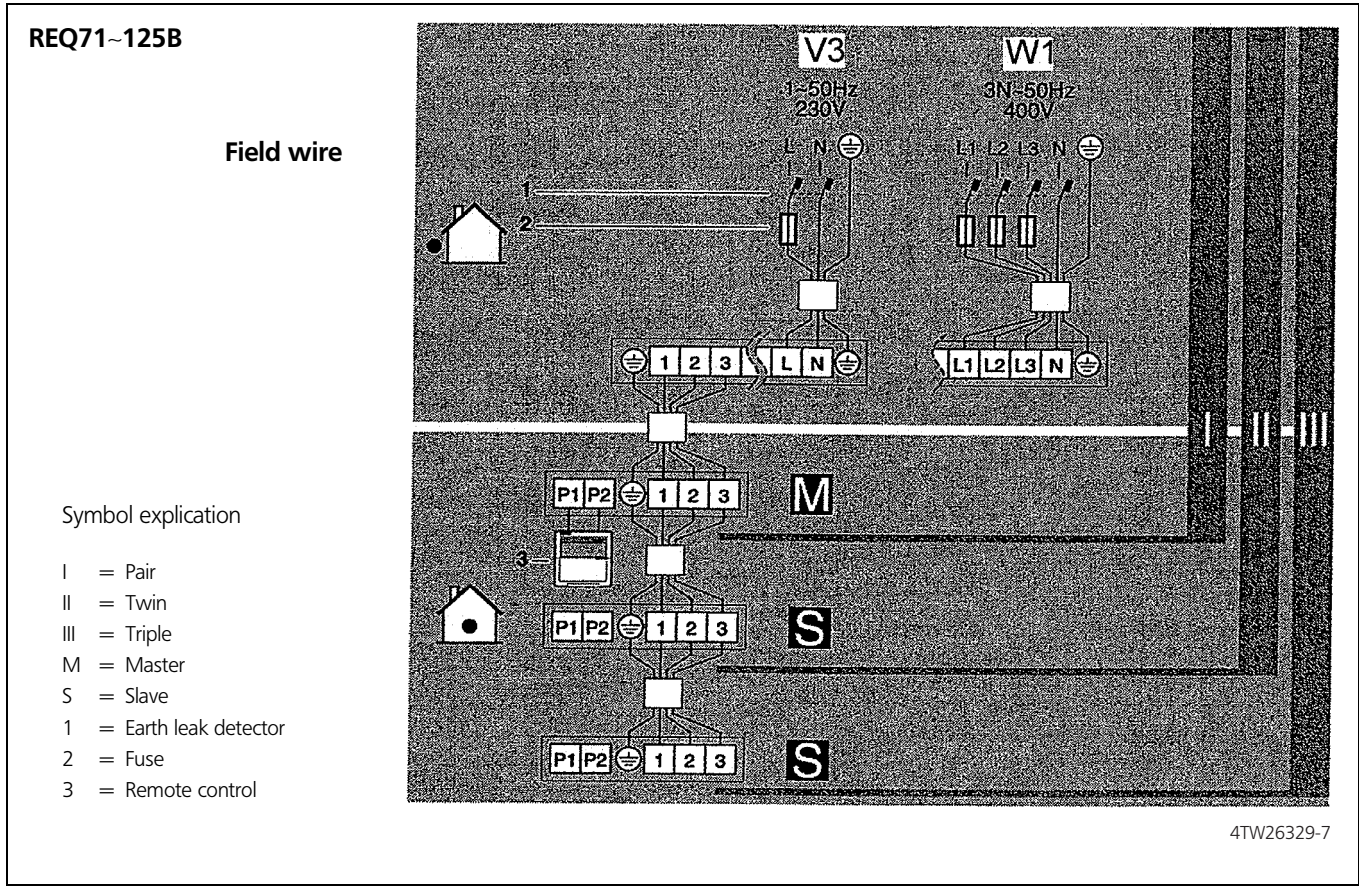 REQ71~125B
V3 W1
1~50Hz 3N~50Hz
230V 400V
Field wire
L N L1 L2 L3 N
1
2
1 2 3 L N L1 L2 L3 N
I II III
P1 P2 1 2 3 M
3
P1 P2 1 2 3 S
P1 P2 1 2 3 S
Symbol explication
I = Pair
II = Twin
III = Triple
M = Master
S = Slave
1 = Earth leak detector
2 = Fuse
3 = Remote control
4TW26329-7